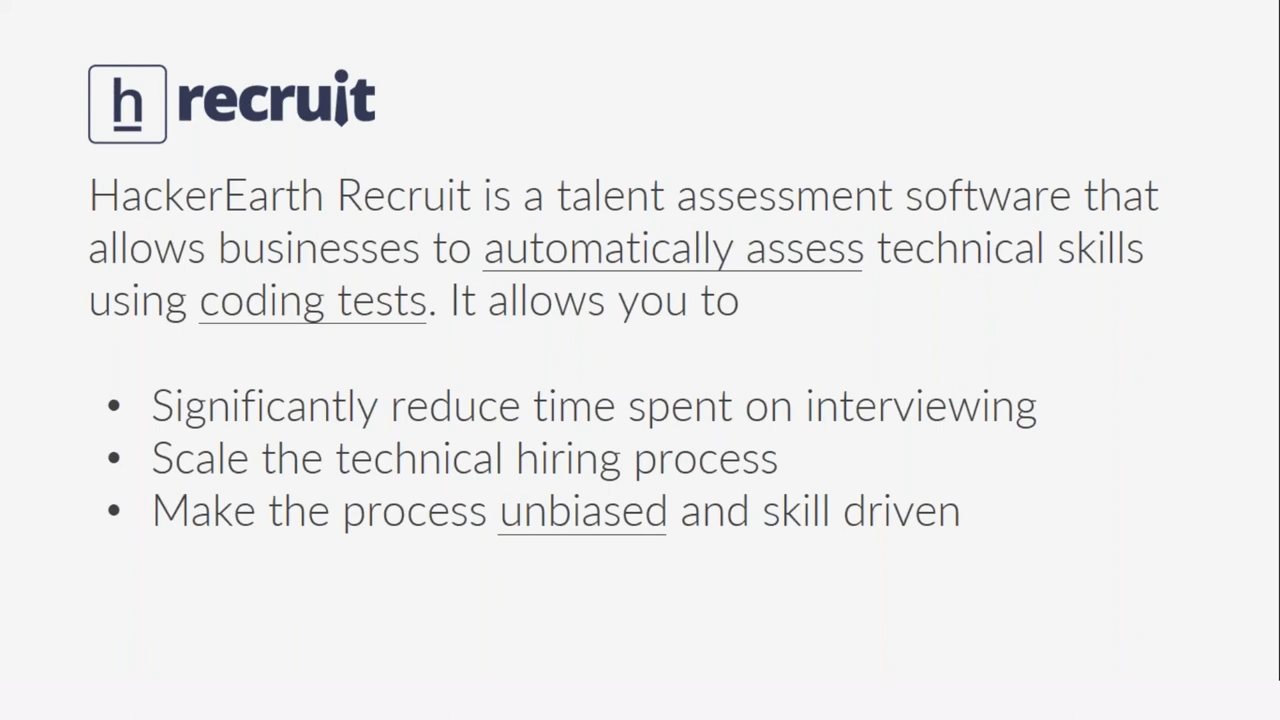 h recruit
HackerEarth Recruit is a talent assessment software that
allows businesses to automatically assess technical skills
using coding tests. It allows you to
• Significantly reduce time spent on interviewing
• Scale the technical hiring process
• Make the process unbiased and skill driven